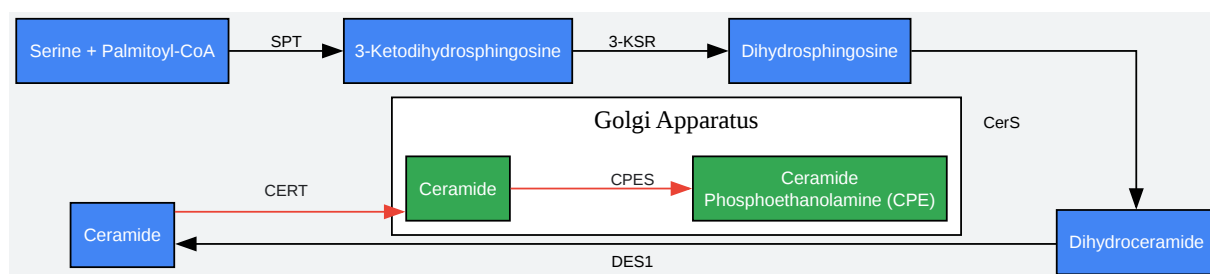 Serine + Palmitoyl-CoA
SPT
3-Ketodihydrosphingosine
3-KSR
Dihydrosphingosine
Golgi Apparatus
CerS
Ceramide
CPES
Ceramide
Phosphoethanolamine (CPE)
CERT
Ceramide
Dihydroceramide
DES1